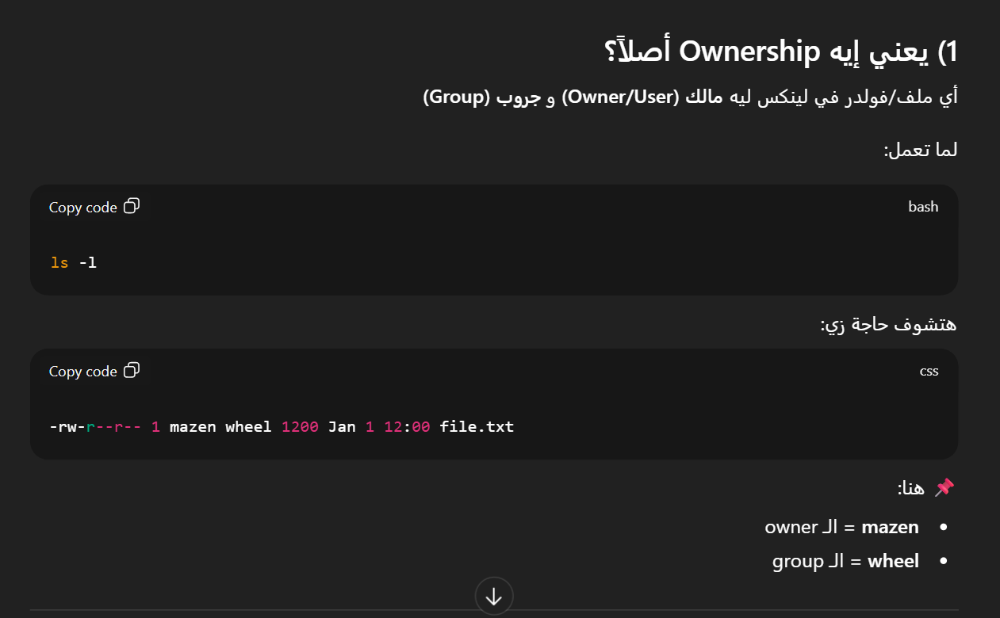 1) يعني إيه Ownership أصلاً؟
أي ملف/فولدر في لينكس ليه مالك (Owner/User) و جروب (Group)
لما تعمل:
bash
Copy code
ls -l
هتشوف حاجة زي:
css
Copy code
-rw-r--r-- 1 mazen wheel 1200 Jan 1 12:00 file.txt
📌 هنا:
• mazen = الـ owner
• wheel = الـ group